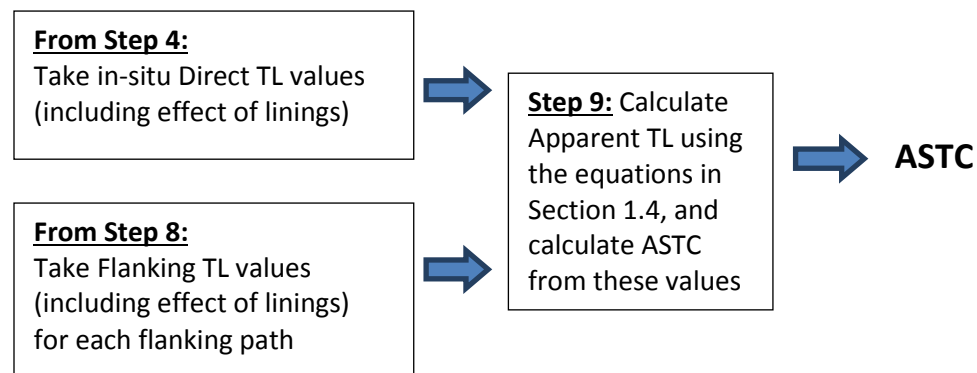 From Step 4:
Take in-situ Direct TL values
(including effect of linings)
From Step 8:
Take Flanking TL values
(including effect of linings)
for each flanking path
Step 9: Calculate
Apparent TL using
the equations in
Section 1.4, and
calculate ASTC
from these values
ASTC